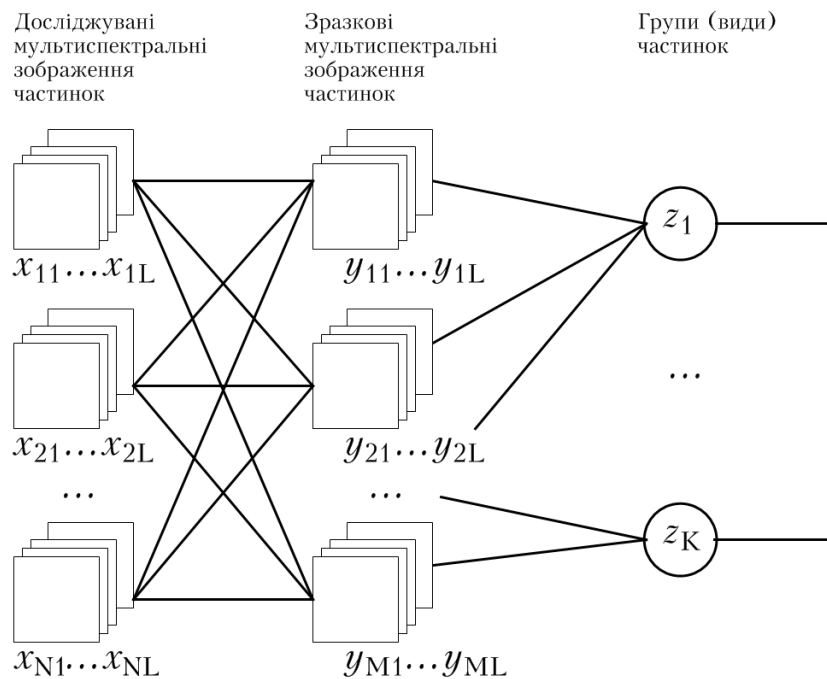 Досліджувані
мультиспектральні
зображення
частинок
Зразкові
мультиспектральні
зображення
частинок
Групи (види)
частинок
x11...x1L
y11...y1L
z1
x21...x2L
y21...y2L
...
...
...
zK
xN1...xNL
yM1...yML